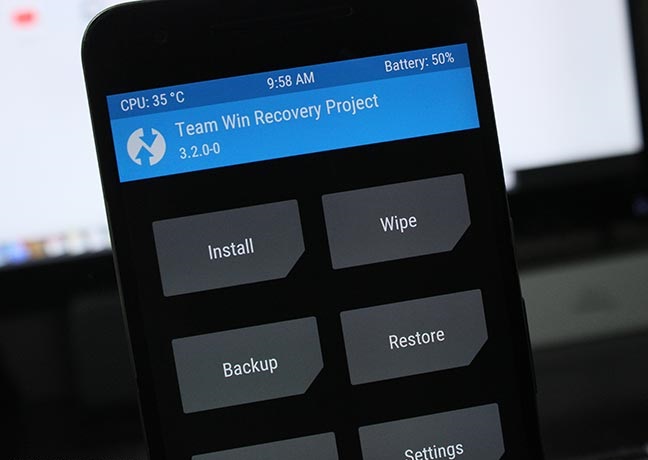 CPU: 35 °C 9:58 AM Battery: 50%
Team Win Recovery Project
3.2.0-0
Install Wipe
Backup Restore
Settings